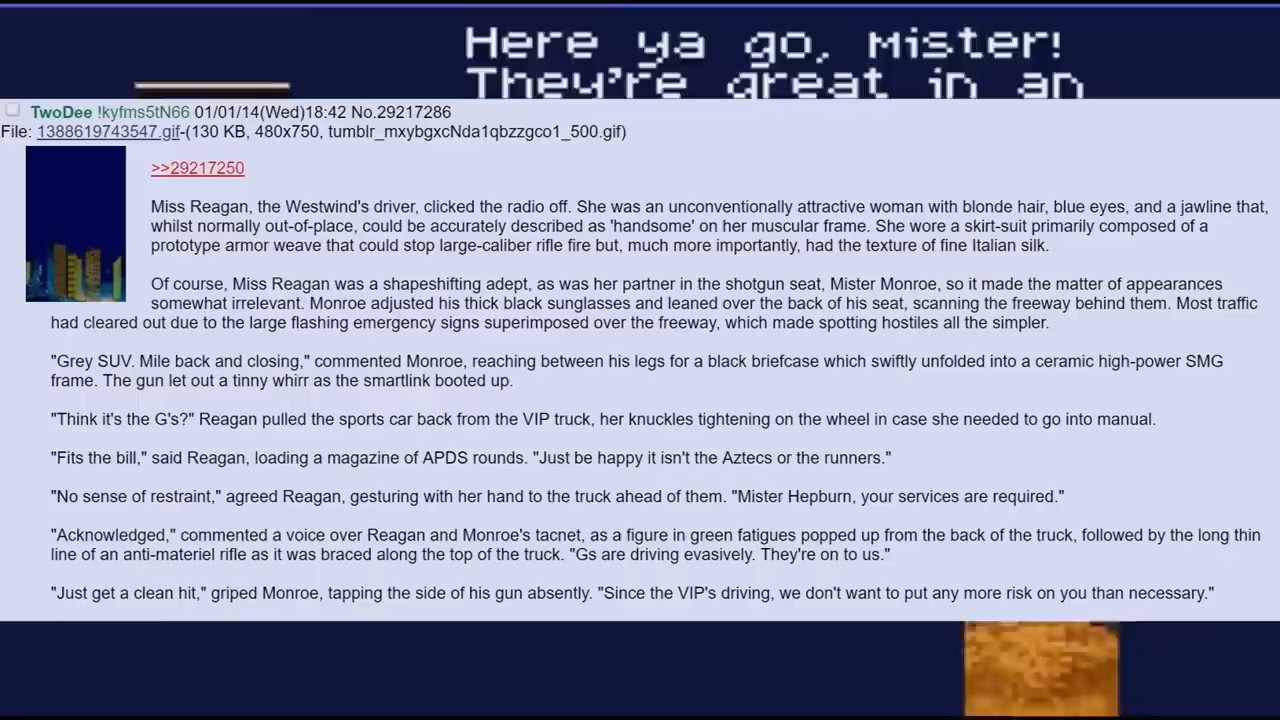 Here ya go, Mister!
They're great in an
TwoDee !kyfms5tN66 01/01/14(Wed)18:42 No.29217286
File: 1388619743547.gif-(130 KB, 480x750, tumblr_mxybgxcNda1qbzzgco1_500.gif)
>>29217250
Miss Reagan, the Westwind's driver, clicked the radio off. She was an unconventionally attractive woman with blonde hair, blue eyes, and a jawline that,
whilst normally out-of-place, could be accurately described as 'handsome' on her muscular frame. She wore a skirt-suit primarily composed of a
prototype armor weave that could stop large-caliber rifle fire but, much more importantly, had the texture of fine Italian silk.
Of course, Miss Reagan was a shapeshifting adept, as was her partner in the shotgun seat, Mister Monroe, so it made the matter of appearances
somewhat irrelevant. Monroe adjusted his thick black sunglasses and leaned over the back of his seat, scanning the freeway behind them. Most traffic
had cleared out due to the large flashing emergency signs superimposed over the freeway, which made spotting hostiles all the simpler.
"Grey SUV. Mile back and closing," commented Monroe, reaching between his legs for a black briefcase which swiftly unfolded into a ceramic high-power SMG
frame. The gun let out a tinny whirr as the smartlink booted up.
"Think it's the G's?" Reagan pulled the sports car back from the VIP truck, her knuckles tightening on the wheel in case she needed to go into manual.
"Fits the bill," said Reagan, loading a magazine of APDS rounds. "Just be happy it isn't the Aztecs or the runners."
"No sense of restraint," agreed Reagan, gesturing with her hand to the truck ahead of them. "Mister Hepburn, your services are required."
"Acknowledged," commented a voice over Reagan and Monroe's tacnet, as a figure in green fatigues popped up from the back of the truck, followed by the long thin
line of an anti-materiel rifle as it was braced along the top of the truck. "Gs are driving evasively. They're on to us."
"Just get a clean hit," griped Monroe, tapping the side of his gun absently. "Since the VIP's driving, we don't want to put any more risk on you than necessary."